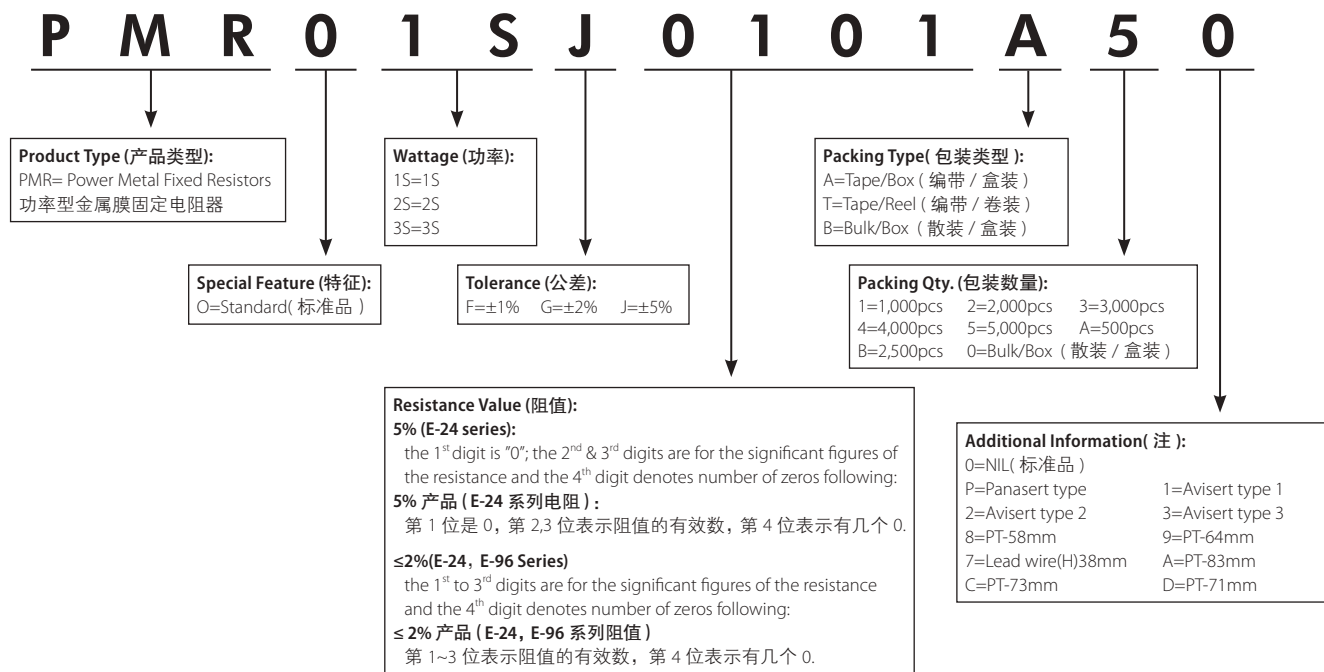 P M R 0 1 S J 0 1 0 1 A 5 0
Product Type (产品类型):
PMR= Power Metal Fixed Resistors
功率型金属膜固定电阻器
Wattage (功率):
1S=1S
2S=2S
3S=3S
Packing Type( 包装类型 ):
A=Tape/Box ( 编带 / 盒装 )
T=Tape/Reel ( 编带 / 卷装 )
B=Bulk/Box ( 散装 / 盒装 )
Special Feature (特征):
O=Standard( 标准品 )
Tolerance (公差):
F=±1% G=±2% J=±5%
Packing Qty. (包装数量):
1=1,000pcs 2=2,000pcs 3=3,000pcs
4=4,000pcs 5=5,000pcs A=500pcs
B=2,500pcs 0=Bulk/Box ( 散装 / 盒装 )
Resistance Value (阻值):
5% (E-24 series):
the 1st digit is "0"; the 2nd & 3rd digits are for the significant figures of
the resistance and the 4th digit denotes number of zeros following:
5% 产品 ( E-24 系列电阻 ) :
第 1 位是 0, 第 2,3 位表示阻值的有效数, 第 4 位表示有几个 0.
≤2%(E-24, E-96 Series)
the 1st to 3rd digits are for the significant figures of the resistance
and the 4th digit denotes number of zeros following:
≤ 2% 产品 ( E-24, E-96 系列阻值 )
第 1~3 位表示阻值的有效数, 第 4 位表示有几个 0.
Additional Information( 注 ):
0=NIL( 标准品 )
P=Panasert type 1=Avisert type 1
2=Avisert type 2 3=Avisert type 3
8=PT-58mm 9=PT-64mm
7=Lead wire(H)38mm A=PT-83mm
C=PT-73mm D=PT-71mm